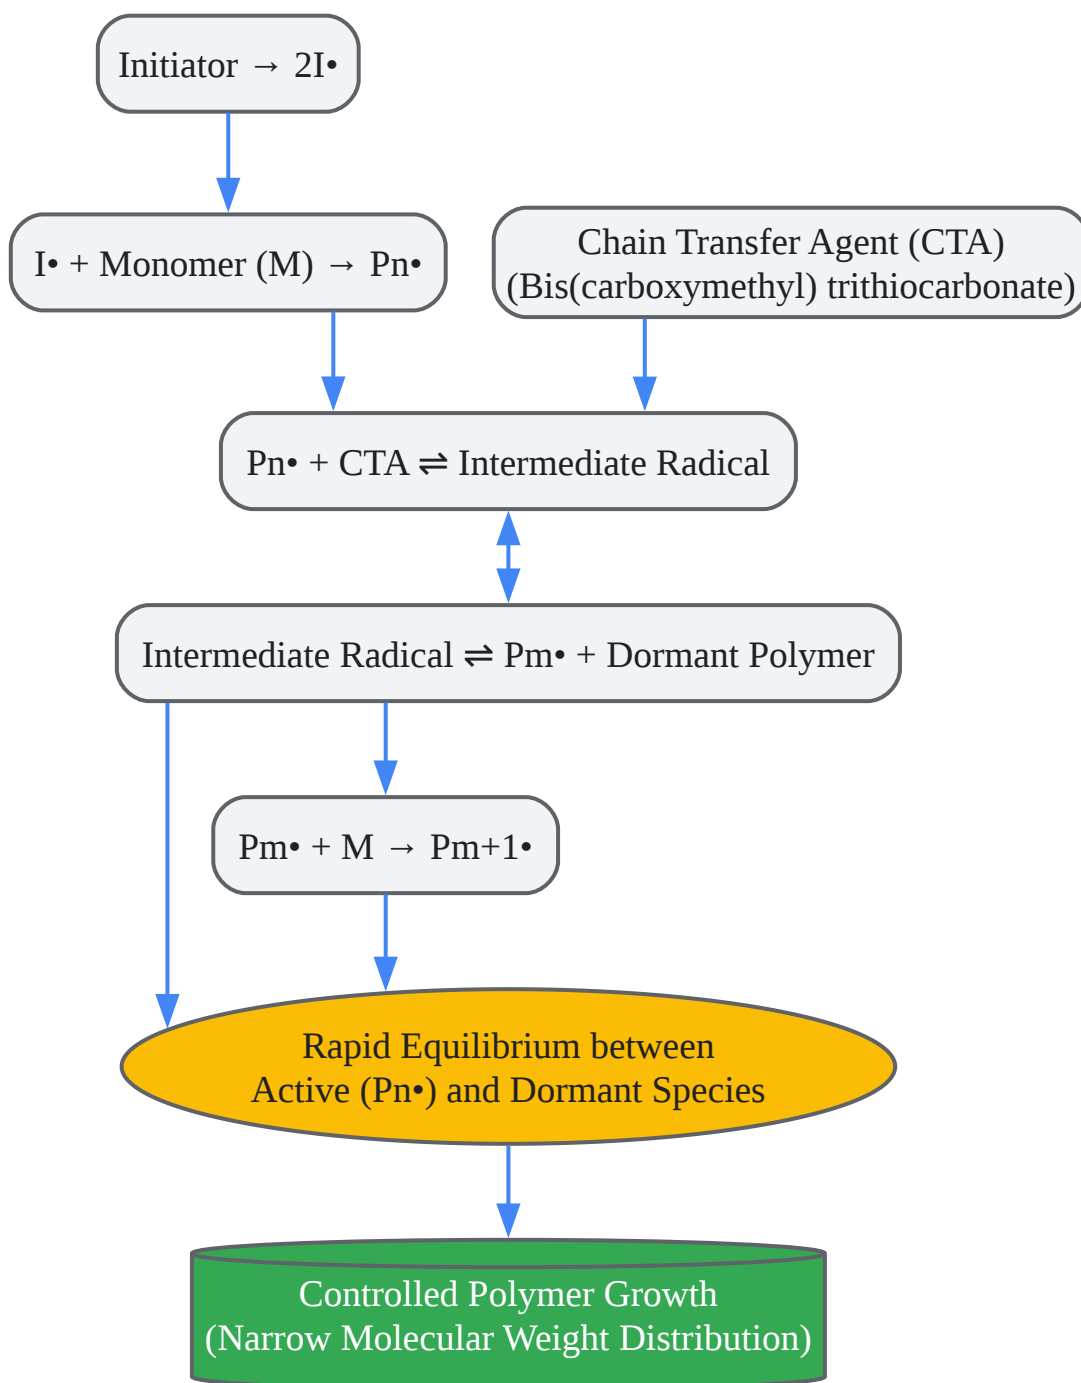 Initiator → 2I•
I• + Monomer (M) → Pn•
Chain Transfer Agent (CTA)
(Bis(carboxymethyl) trithiocarbonate)
Pn• + CTA ⇌ Intermediate Radical
Intermediate Radical ⇌ Pm• + Dormant Polymer
Pm• + M → Pm+1•
Rapid Equilibrium between
Active (Pn•) and Dormant Species
Controlled Polymer Growth
(Narrow Molecular Weight Distribution)